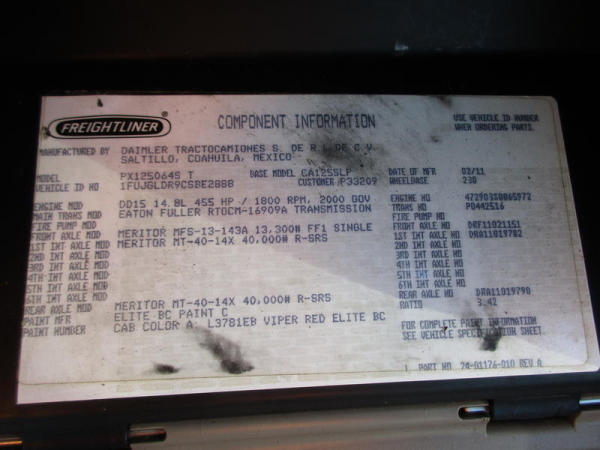 FREIGHTLINER
COMPONENT INFORMATION
USE VEHICLE ID NUMBER
WHEN ORDERING PARTS.
MANUFACTURED BY DAIMLER TRACTOCAMIONES S. DE R.L. DE C.V.
SALTILLO, COAHUILA, MEXICO
MODEL PX125064S T BASE MODEL CA125SLP DATE OF MFR 02/11
VEHICLE ID NO 1FUJGLDR9CSBE2888 CUSTOMER P33209 WHEELBASE 230
ENGINE MOD DD15 14.8L 455 HP / 1800 RPM, 2000 GOV ENGINE NO 472903S0065972
MAIN TRANS MOD EATON FULLER RTOCM-16909A TRANSMISSION TRANS NO P0442516
FIRE PUMP MOD FIRE PUMP NO
FRONT AXLE MOD MERITOR MFS-13-143A 13,300# FF1 SINGLE FRONT AXLE NO DRF11021151
1ST INT AXLE MOD MERITOR MT-40-14X 40,000# R-SRS 1ST INT AXLE NO DRA11019782
2ND INT AXLE MOD 2ND INT AXLE NO
3RD INT AXLE MOD 3RD INT AXLE NO
4TH INT AXLE MOD 4TH INT AXLE NO
5TH INT AXLE MOD 5TH INT AXLE NO
6TH INT AXLE MOD 6TH INT AXLE NO
REAR AXLE MOD MERITOR MT-40-14X 40,000# R-SRS REAR AXLE NO DRA11019790
PAINT MFR ELITE BC PAINT C RATIO 3.42
PAINT NUMBER CAB COLOR A: L3781EB VIPER RED ELITE BC
FOR COMPLETE PAINT INFORMATION
SEE VEHICLE SPECIFICATION SHEET.
PART NO 24-01176-010 REV A